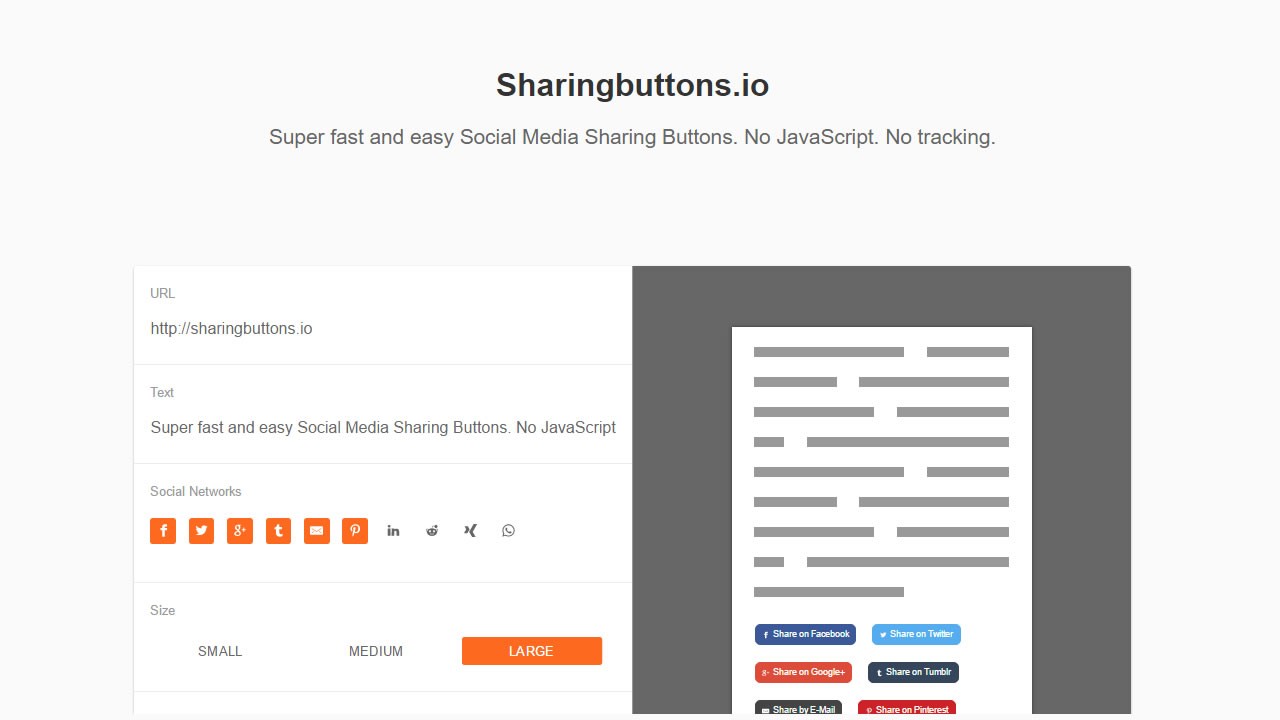 Sharingbuttons.io
Super fast and easy Social Media Sharing Buttons. No JavaScript. No tracking.
URL
http://sharingbuttons.io
Text
Super fast and easy Social Media Sharing Buttons. No JavaScript
Social Networks
Size
SMALL MEDIUM LARGE
Share on Facebook Share on Twitter
Share on Google+ Share on Tumblr
Share by E-Mail Share on Pinterest